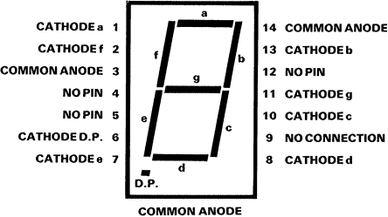 CATHODE a 1
CATHODE f 2
COMMON ANODE 3
NO PIN 4
NO PIN 5
CATHODE D.P. 6
CATHODE e 7
a
f
b
g
e
c
d
D.P.
14 COMMON ANODE
13 CATHODE b
12 NO PIN
11 CATHODE g
10 CATHODE c
9 NO CONNECTION
8 CATHODE d
COMMON ANODE